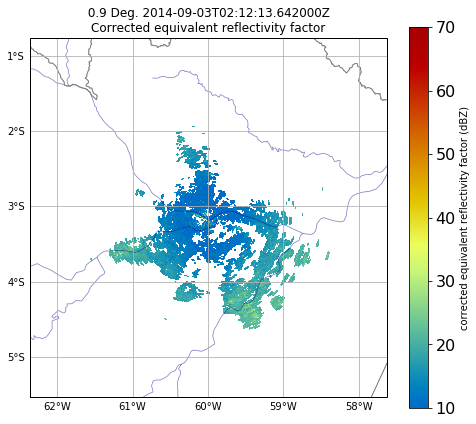 0.9 Deg. 2014-09-03T02:12:13.642000Z
Corrected equivalent reflectivity factor
1°S
2°S
3°S
4°S
5°S
62°W
61°W
60°W
59°W
58°W
70
60
50
40
30
20
10
corrected equivalent reflectivity factor (dBZ)